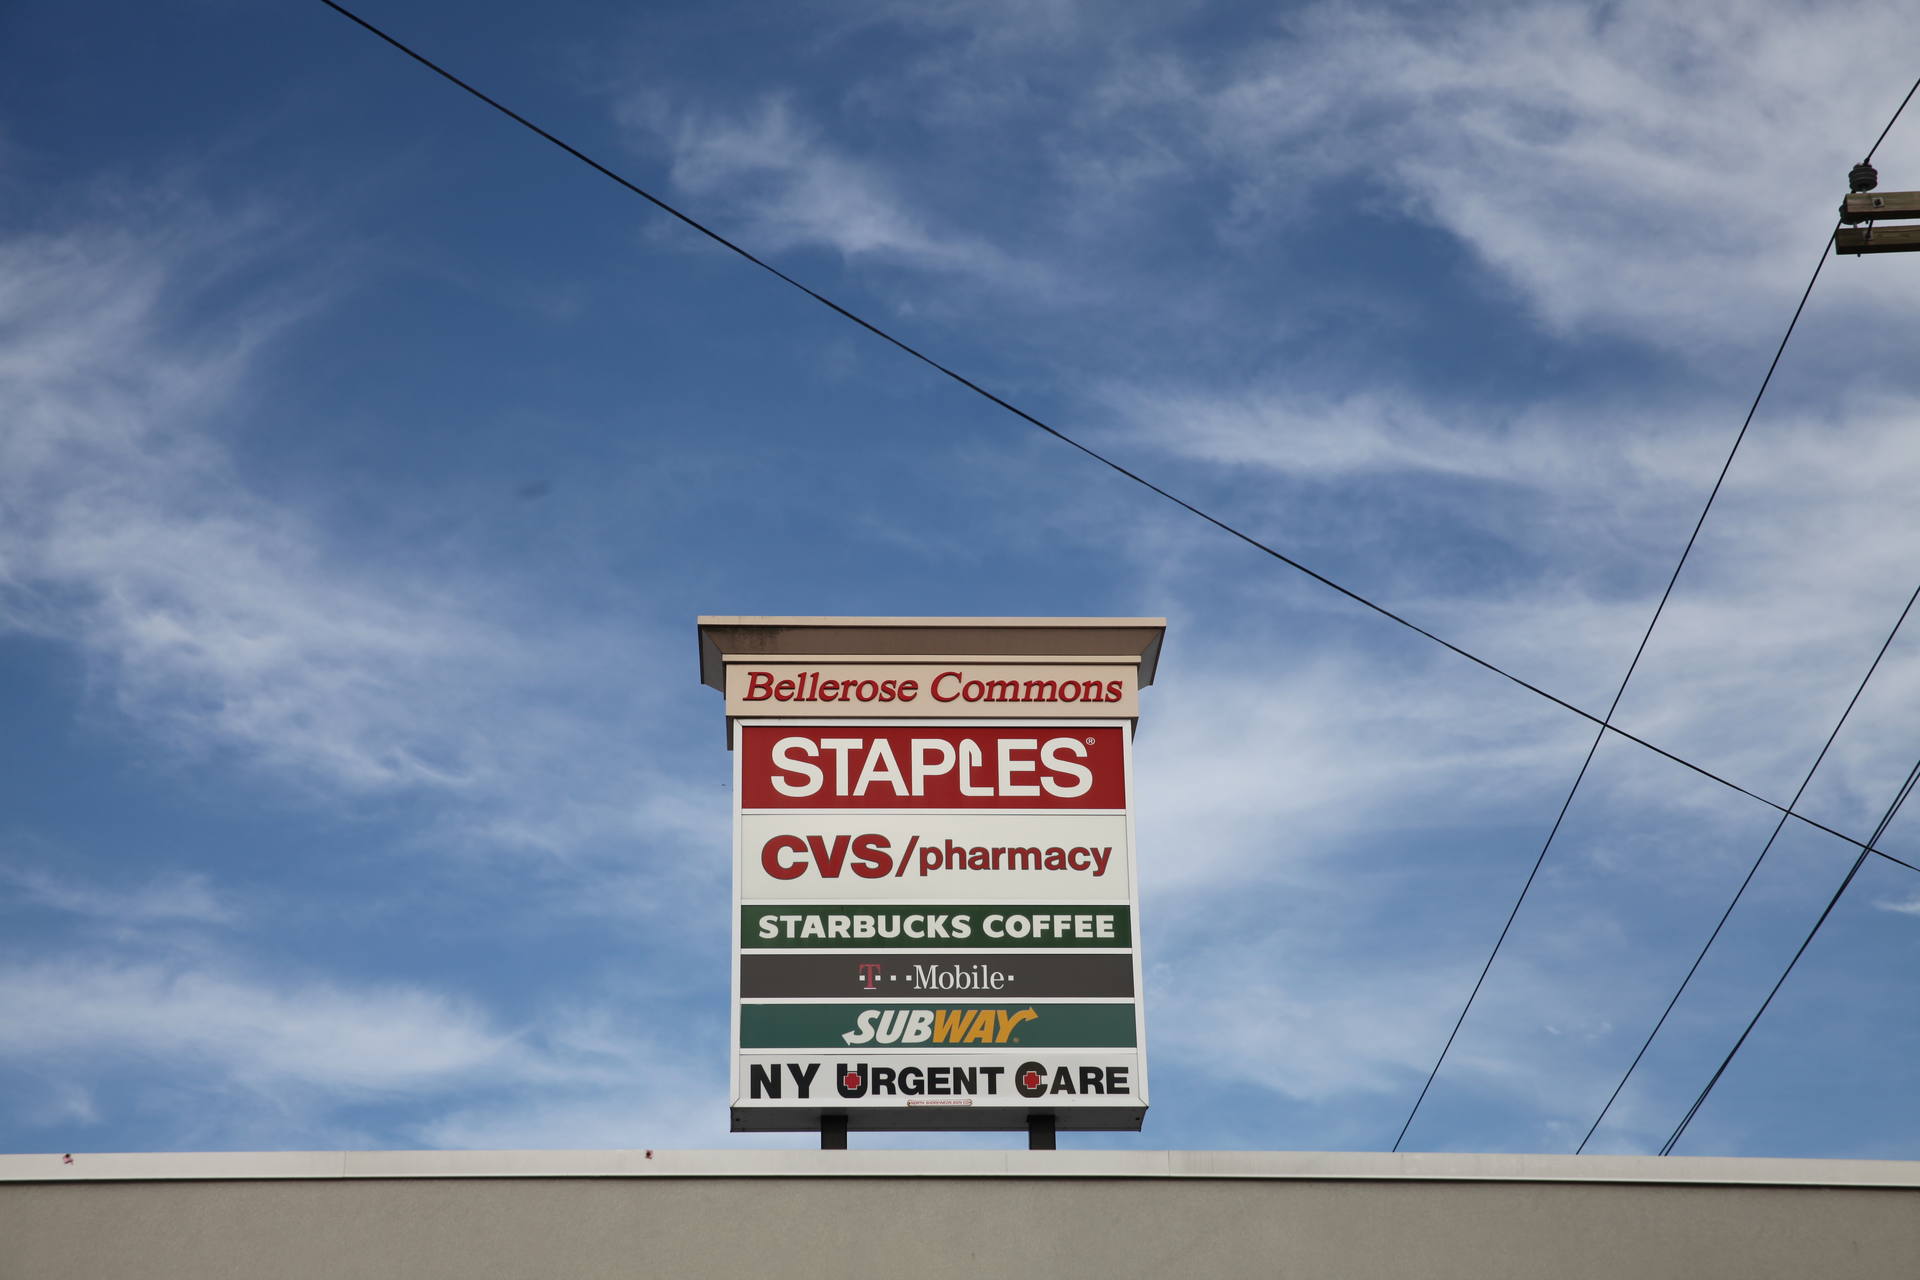 Bellerose Commons
STAPLES®
CVS/pharmacy
STARBUCKS COFFEE
T··Mobile·
SUBWAY
NY URGENT CARE